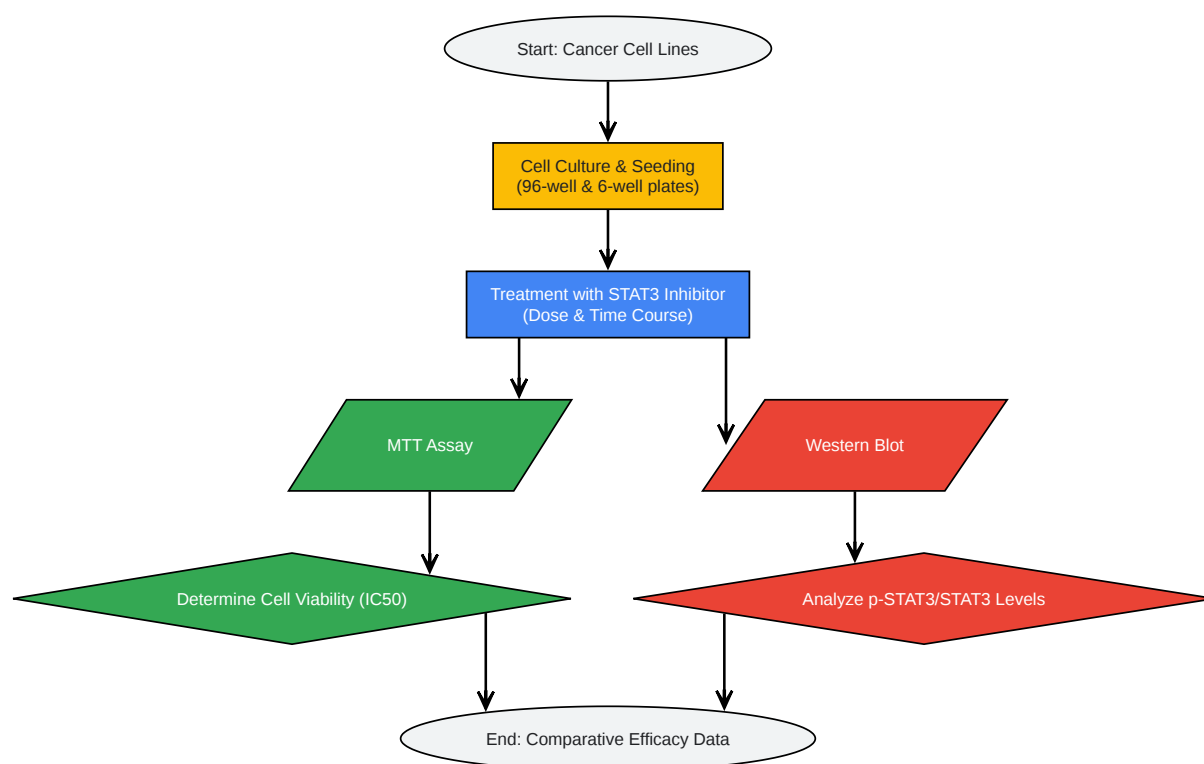 Start: Cancer Cell Lines
Cell Culture & Seeding
(96-well & 6-well plates)
Treatment with STAT3 Inhibitor
(Dose & Time Course)
MTT Assay
Western Blot
Determine Cell Viability (IC50)
Analyze p-STAT3/STAT3 Levels
End: Comparative Efficacy Data